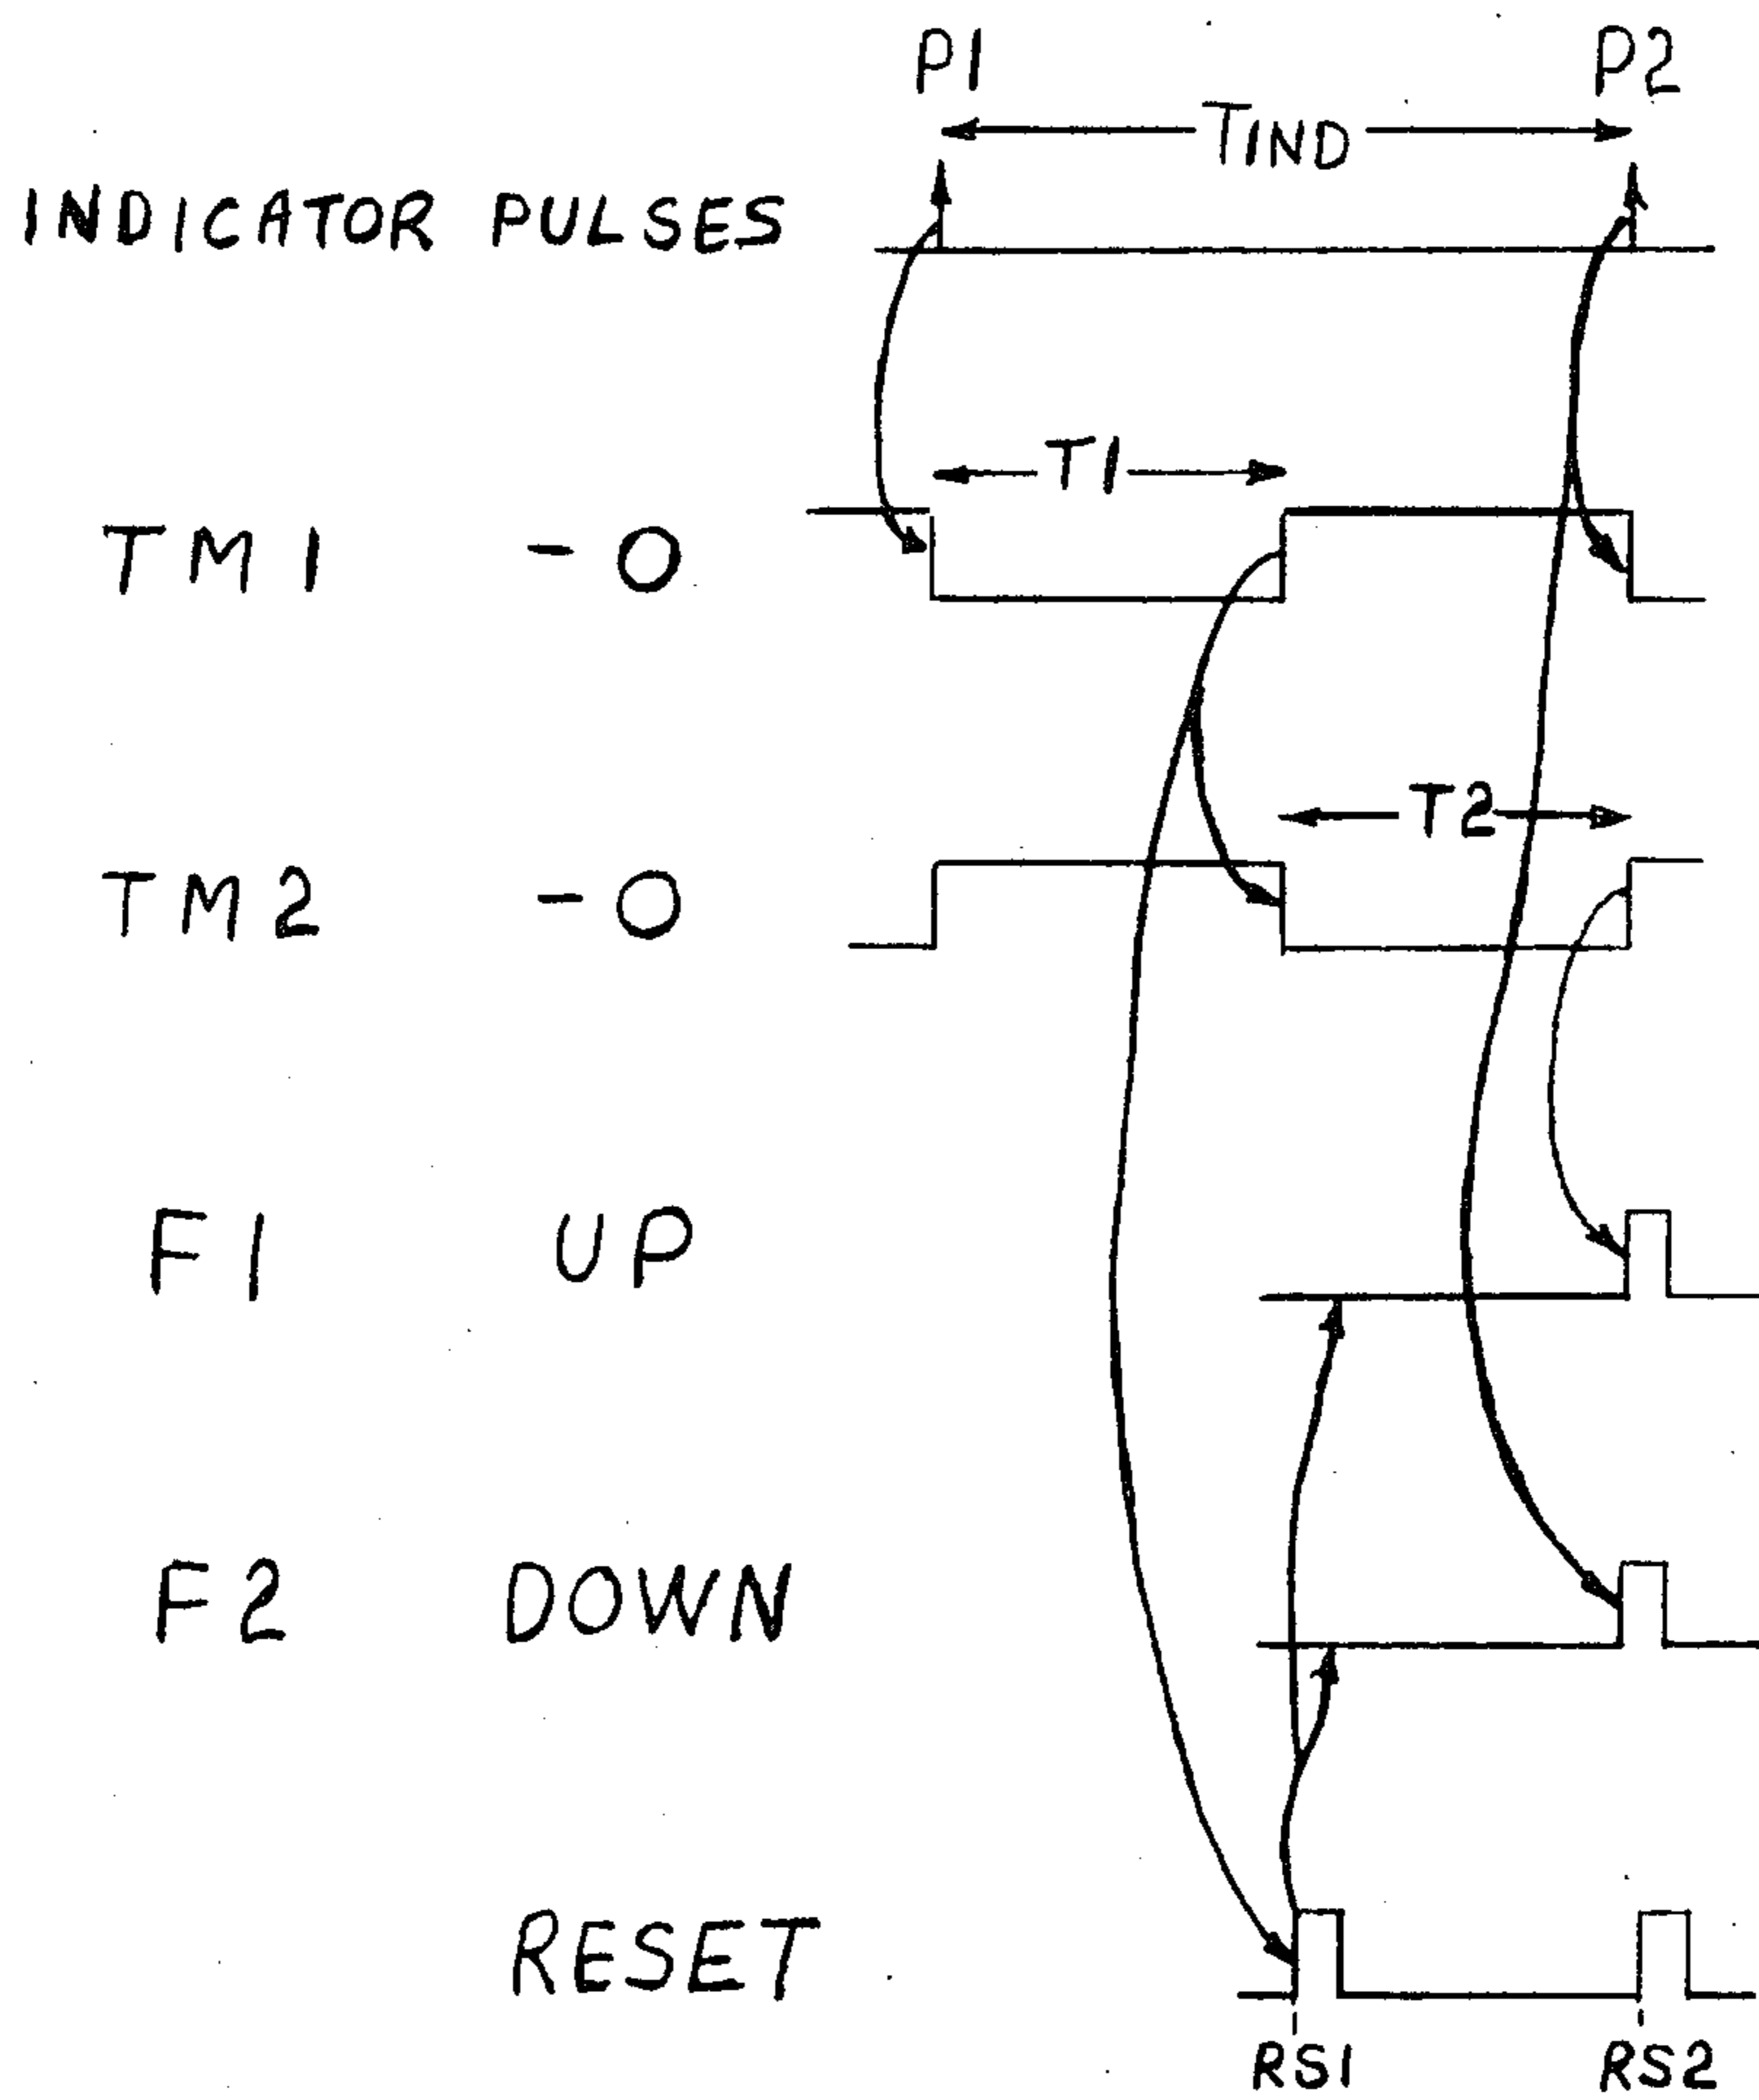 P1 P2
TIND
INDICATOR PULSES
T1
TM1 -O
T2
TM2 -O
F1 UP
F2 DOWN
RESET
RS1 RS2